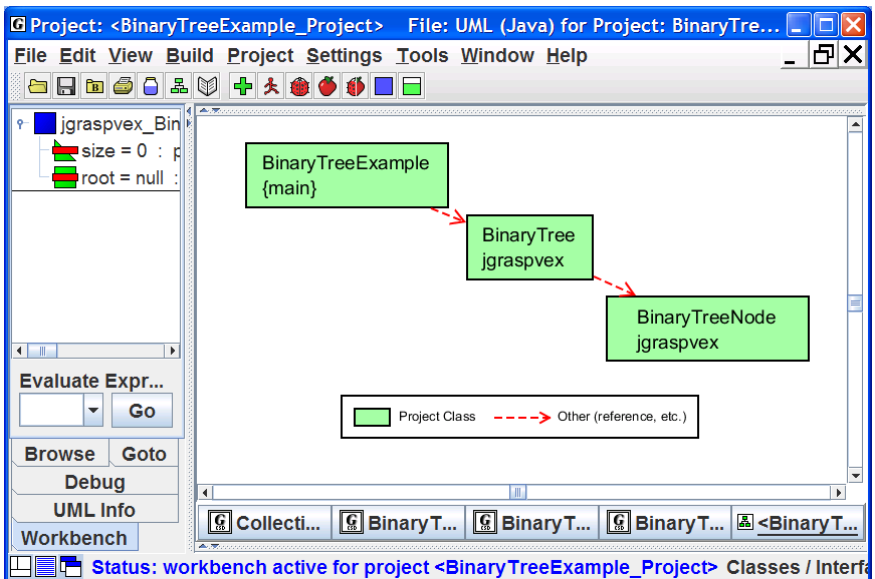 Project: <BinaryTreeExample_Project> File: UML (Java) for Project: BinaryTre...
File Edit View Build Project Settings Tools Window Help
jgraspvex_Bin
size = 0 : p
root = null :
Evaluate Expr...
Go
Browse Goto
Debug
UML Info
Workbench
BinaryTreeExample
{main}
BinaryTree
jgraspvex
BinaryTreeNode
jgraspvex
Project Class Other (reference, etc.)
Collecti... BinaryT... BinaryT... BinaryT... <BinaryT...
Status: workbench active for project <BinaryTreeExample_Project> Classes / Interfa